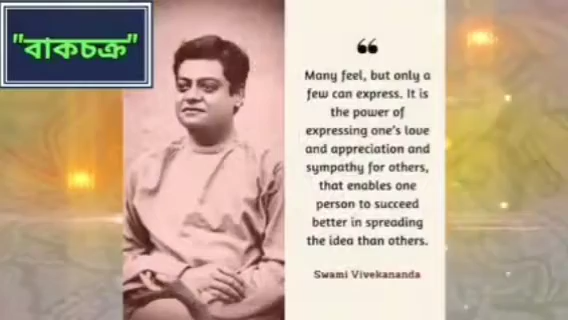 "বাকচক্র"
❝
Many feel, but only a
few can express. It is
the power of
expressing one's love
and appreciation and
sympathy for others,
that enables one
person to succeed
better in spreading
the idea than others.
Swami Vivekananda